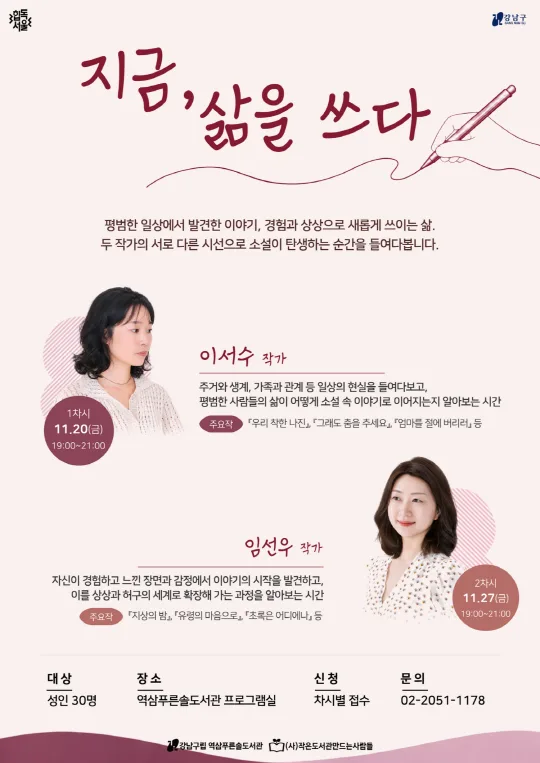 힙독서울
강남구
지금, 삶을 쓰다
평범한 일상에서 발견한 이야기, 경험과 상상으로 새롭게 쓰이는 삶.
두 작가의 서로 다른 시선으로 소설이 탄생하는 순간을 들여다봅니다.
이서수 작가
주거와 생계, 가족과 관계 등 일상의 현실을 들여다보고,
평범한 사람들의 삶이 어떻게 소설 속 이야기로 이어지는지 알아보는 시간
주요작 『우리 착한 나진』, 『그래도 춤을 추세요』, 『엄마를 절에 버리러』 등
1차시
11.20(금)
19:00~21:00
임선우 작가
자신이 경험하고 느낀 장면과 감정에서 이야기의 시작을 발견하고,
이를 상상과 허구의 세계로 확장해 가는 과정을 알아보는 시간
주요작 『지상의 밤』, 『유령의 마음으로』, 『초록은 어디에나』 등
2차시
11.27(금)
19:00~21:00
대상
성인 30명
장소
역삼푸른솔도서관 프로그램실
신청
차시별 접수
문의
02-2051-1178
강남구립 역삼푸른솔도서관 (사)작은도서관만드는사람들